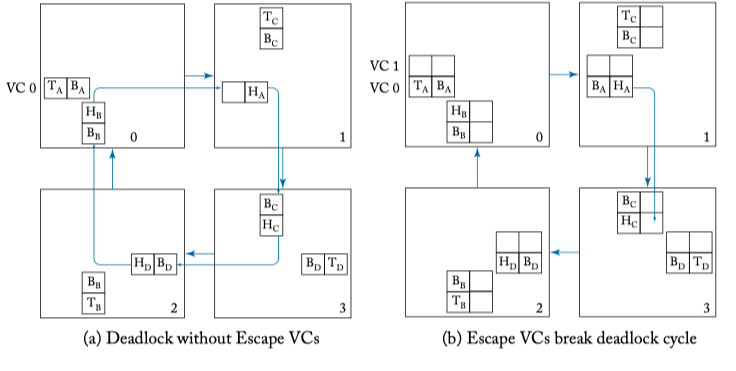 T_C
B_C
VC 0 T_A B_A
H_A
H_B
B_B
0
1
B_C
H_C
H_D B_D
B_D T_D
B_B
T_B
2
3
(a) Deadlock without Escape VCs
T_C
B_C
VC 1
VC 0 T_A B_A
B_A H_A
H_B
B_B
0
1
B_C
H_C
H_D B_D
B_D T_D
B_B
T_B
2
3
(b) Escape VCs break deadlock cycle